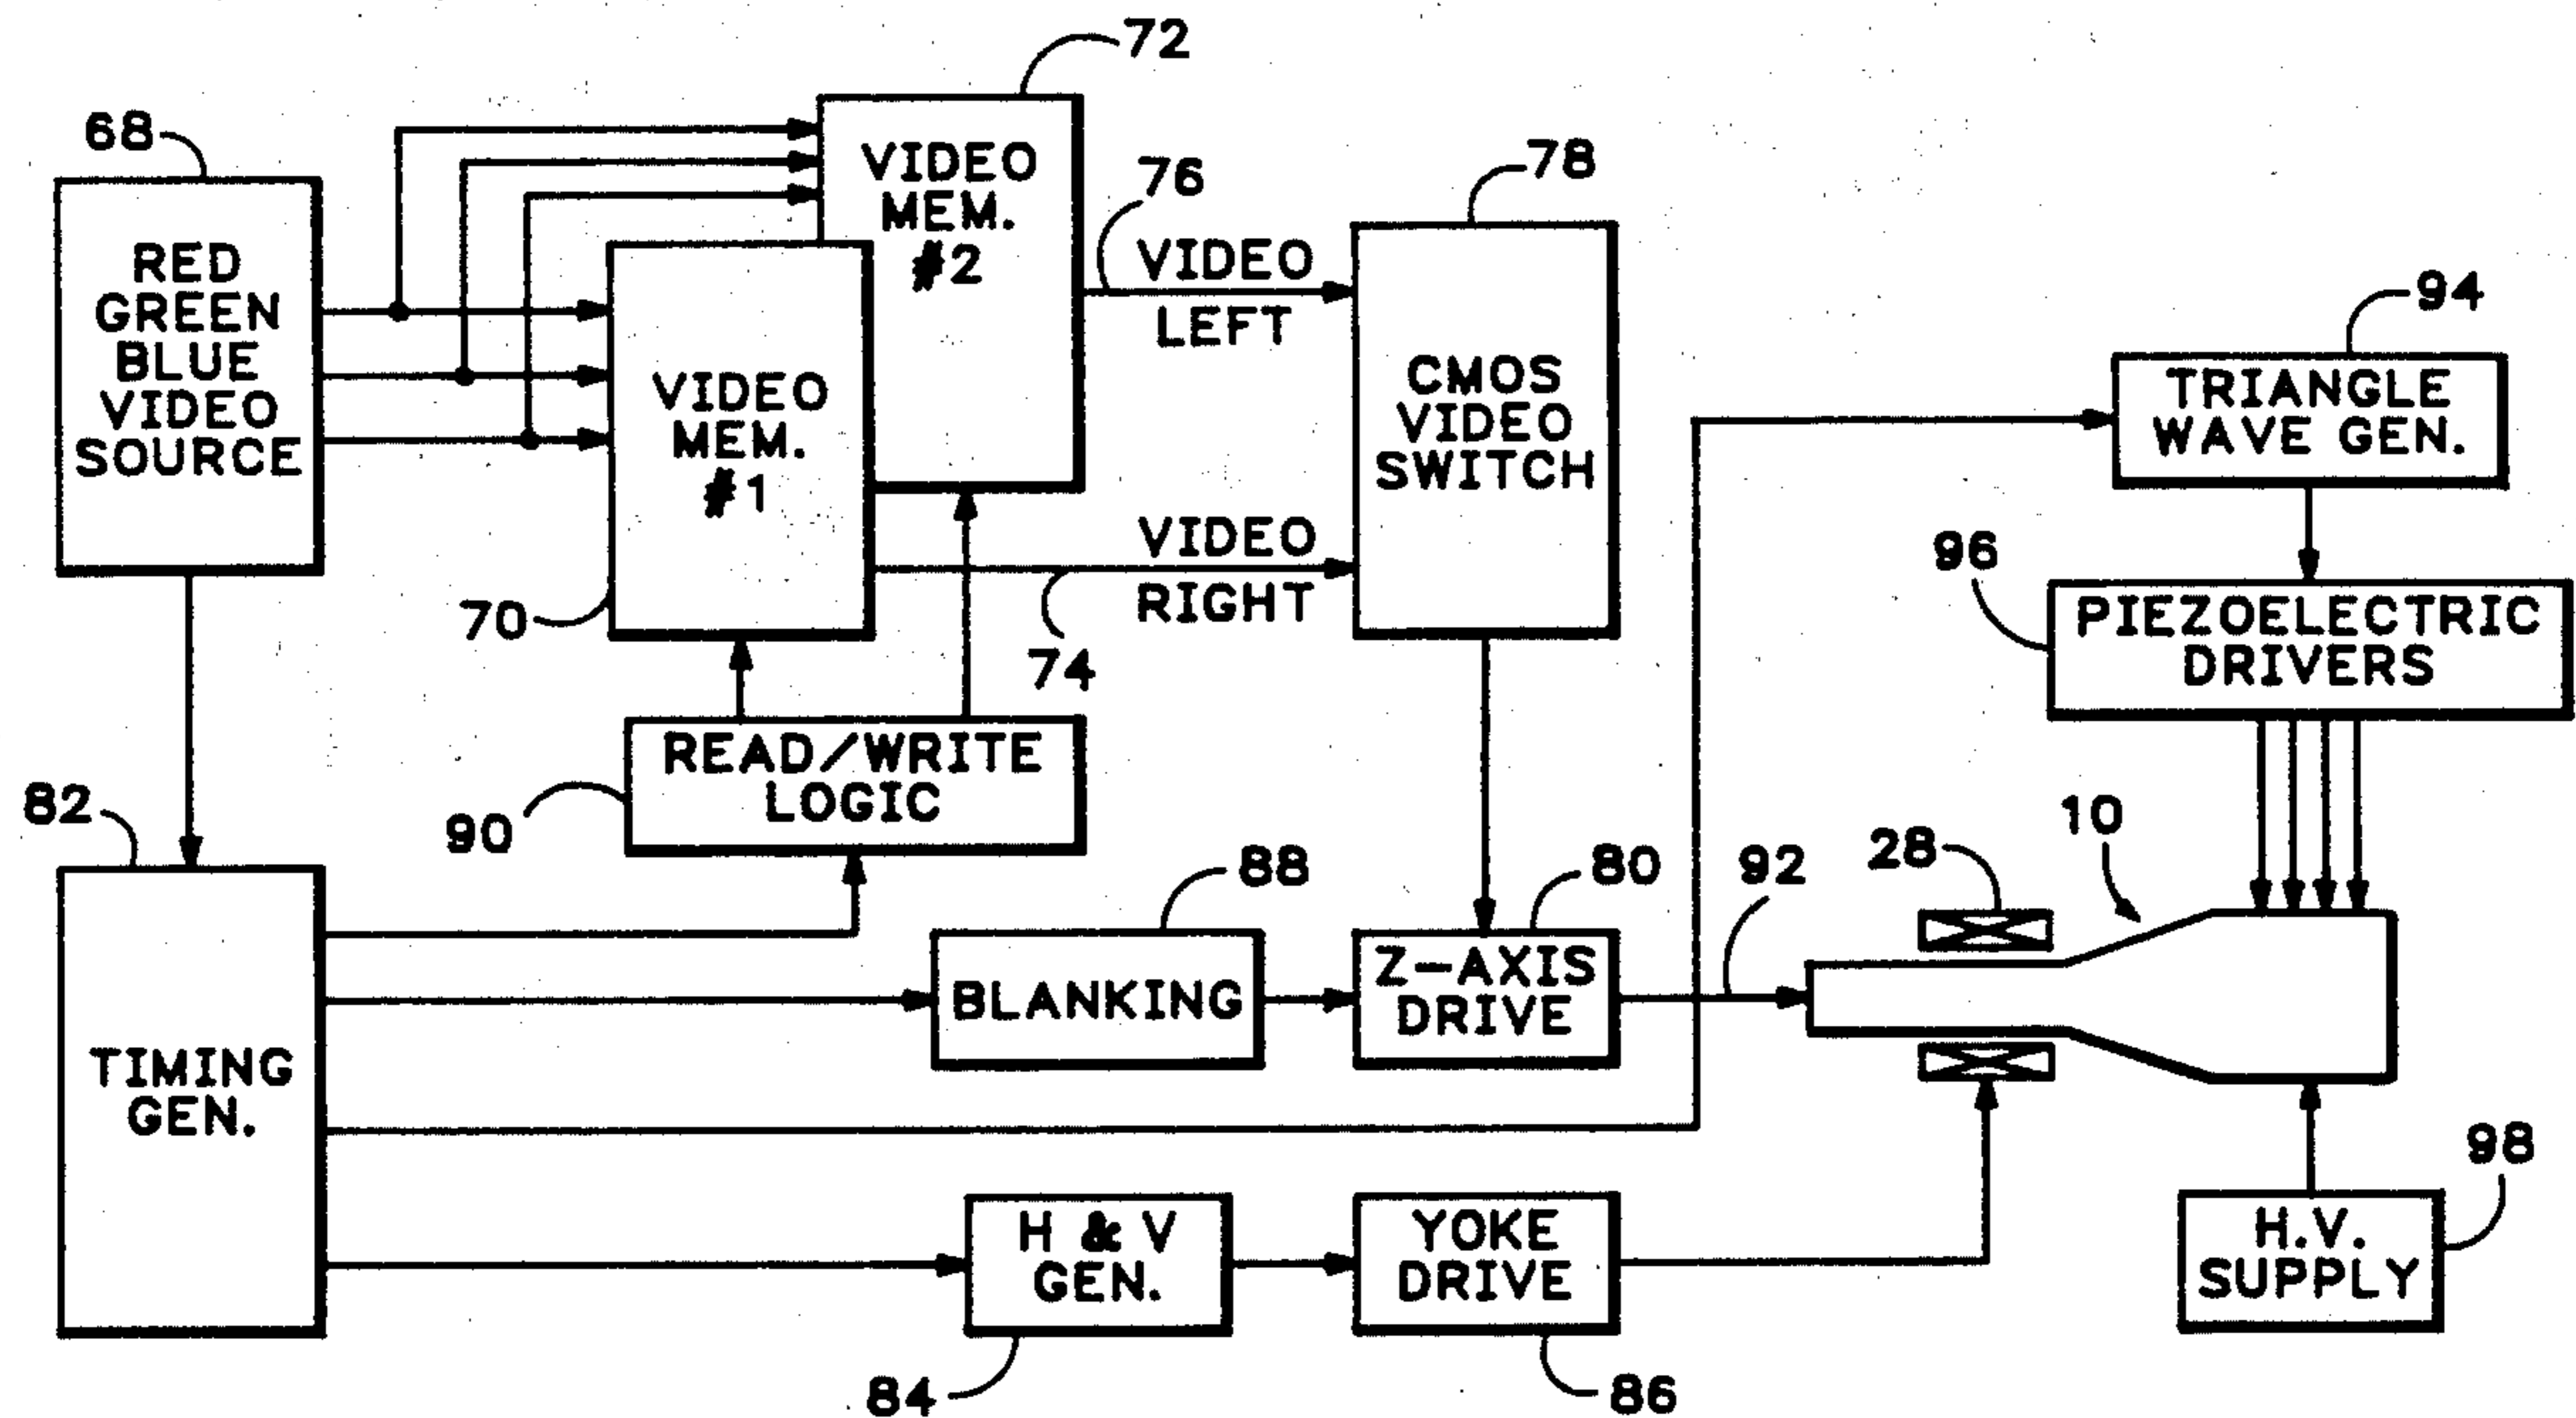 72
68
VIDEO
MEM.
#2
76
78
RED
GREEN
BLUE
VIDEO
SOURCE
VIDEO
LEFT
94
VIDEO
MEM.
#1
CMOS
VIDEO
SWITCH
TRIANGLE
WAVE GEN.
VIDEO
RIGHT
96
70
74
PIEZOELECTRIC
DRIVERS
READ/WRITE
LOGIC
82
90
88
80
92
28
10
BLANKING
Z-AXIS
DRIVE
TIMING
GEN.
98
H & V
GEN.
YOKE
DRIVE
H.V.
SUPPLY
84
86